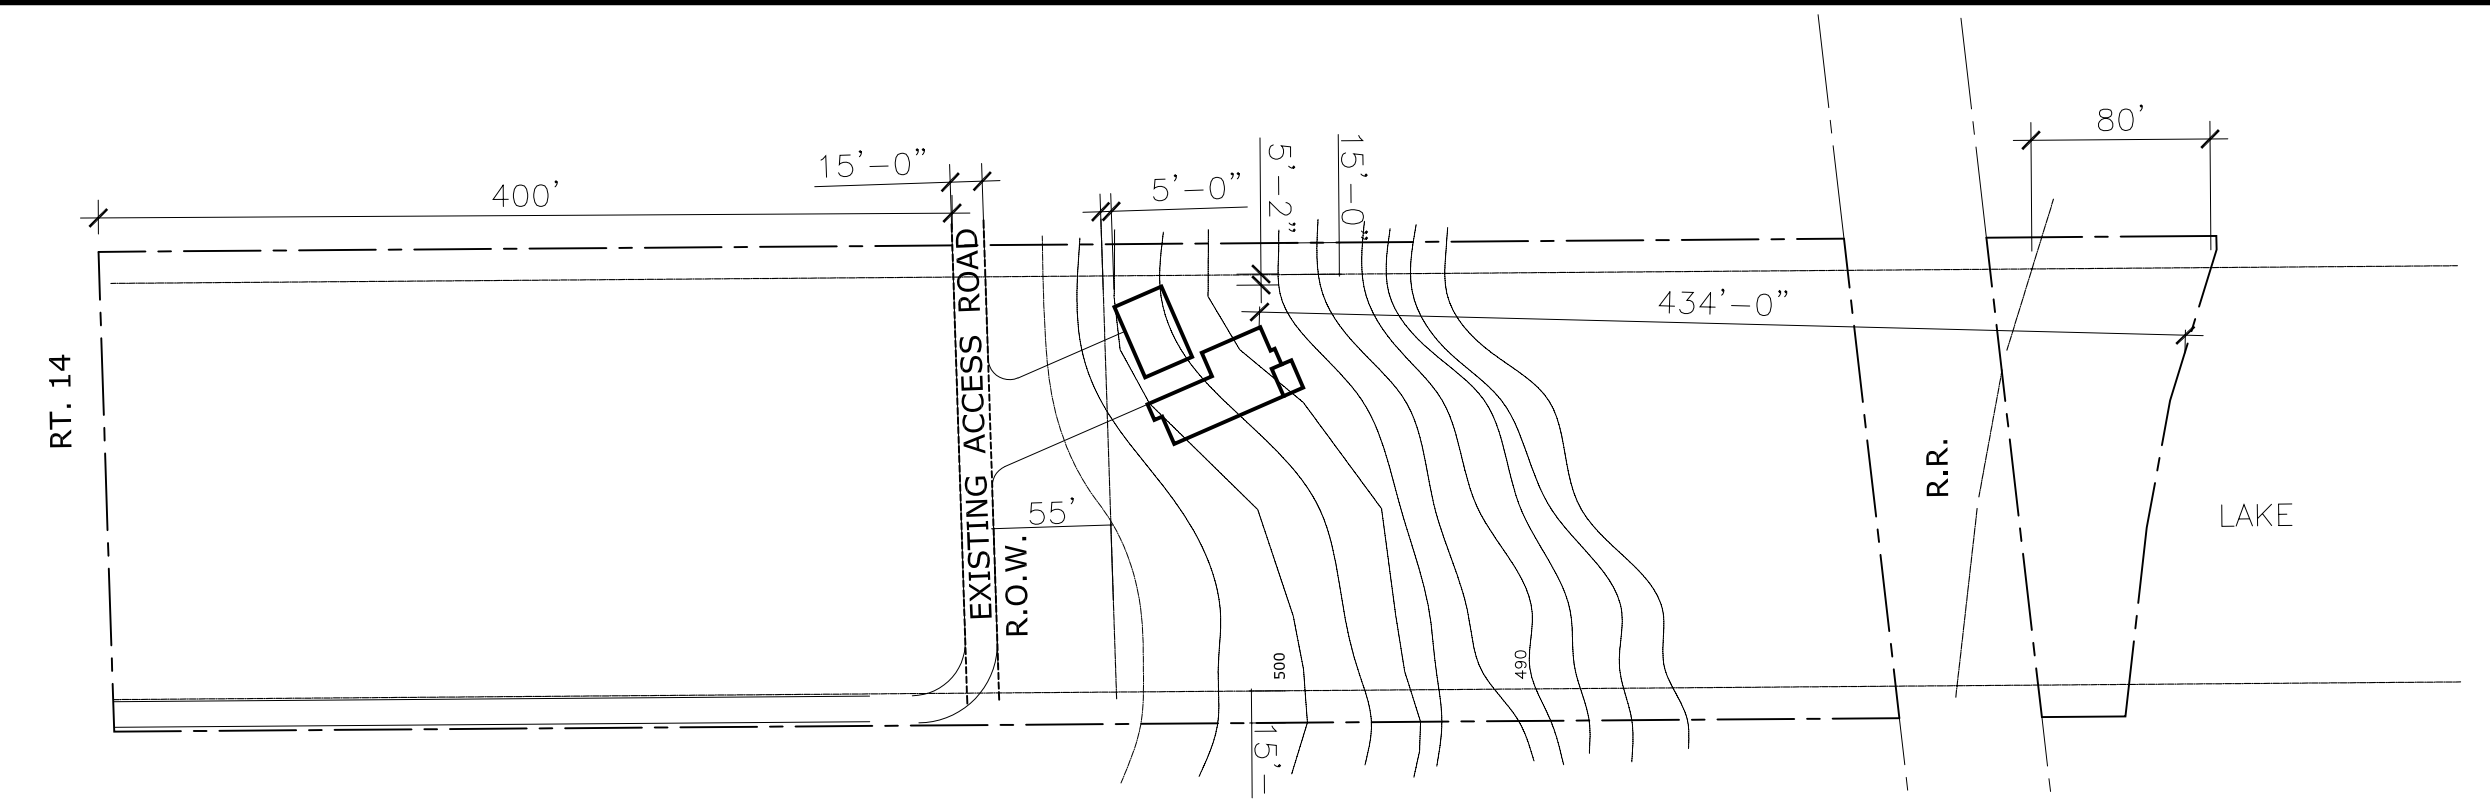 400'
15'-0"
5'-0"
5'-2"
15'-0"
80'
434'-0"
RT. 14
EXISTING ACCESS ROAD
R.O.W.
55'
R.R.
LAKE
500
490
15'-